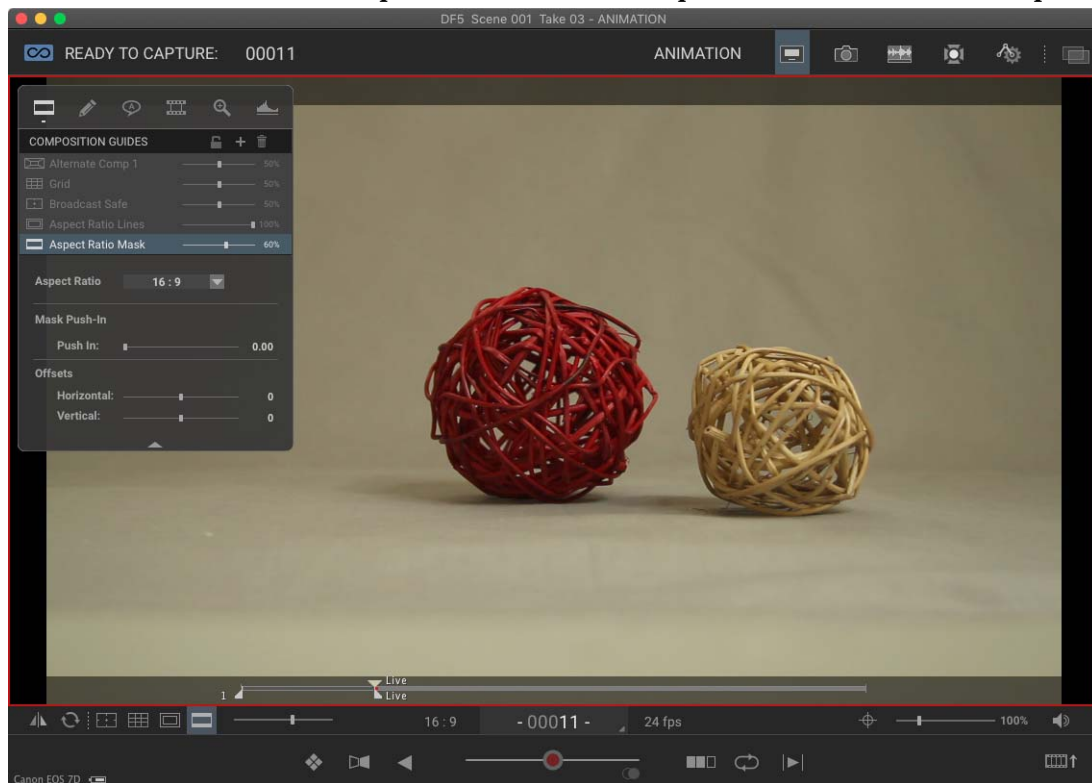 DF5 Scene 001 Take 03 - ANIMATION
READY TO CAPTURE: 00011 ANIMATION
A
COMPOSITION GUIDES
Alternate Comp 1 50%
Grid 50%
Broadcast Safe 50%
Aspect Ratio Lines 100%
Aspect Ratio Mask 60%
Aspect Ratio 16 : 9
Mask Push-In
Push In: 0.00
Offsets
Horizontal: 0
Vertical: 0
Live
1 Live
16 : 9 - 00011 - 24 fps 100%
Canon EOS 7D